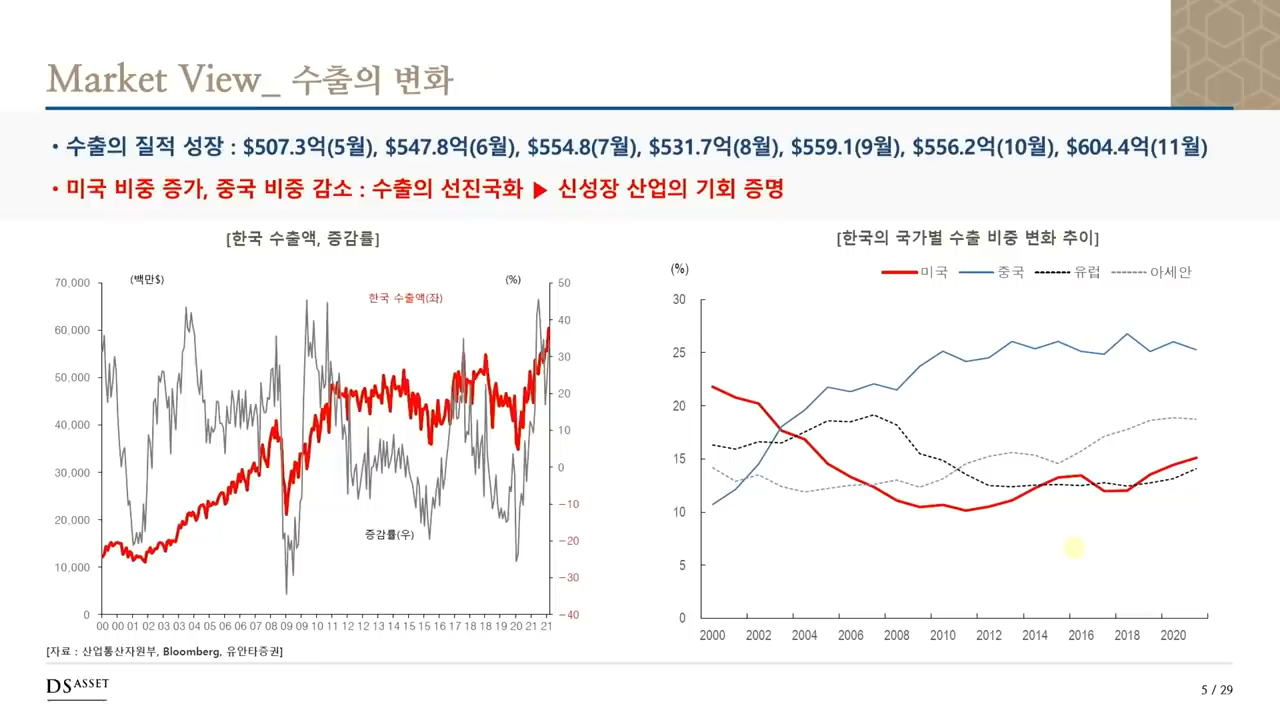 Market View_ 수출의 변화
• 수출의 질적 성장 : $507.3억(5월), $547.8억(6월), $554.8(7월), $531.7억(8월), $559.1(9월), $556.2억(10월), $604.4억(11월)
• 미국 비중 증가, 중국 비중 감소 : 수출의 선진국화 ▶ 신성장 산업의 기회 증명
[한국 수출액, 증감률]
(백만$)
(%)
한국 수출액(좌)
증감률(우)
70,000
60,000
50,000
40,000
30,000
20,000
10,000
0
50
40
30
20
10
0
−10
−20
−30
−40
00 00 01 02 03 03 04 05 06 06 07 08 09 09 10 11 12 12 13 14 15 15 16 17 18 18 19 20 21 21
[한국의 국가별 수출 비중 변화 추이]
(%)
미국 중국 유럽 아세안
30
25
20
15
10
5
0
2000 2002 2004 2006 2008 2010 2012 2014 2016 2018 2020
[자료 : 산업통산자원부, Bloomberg, 유안타증권]
DS ASSET
5 / 29